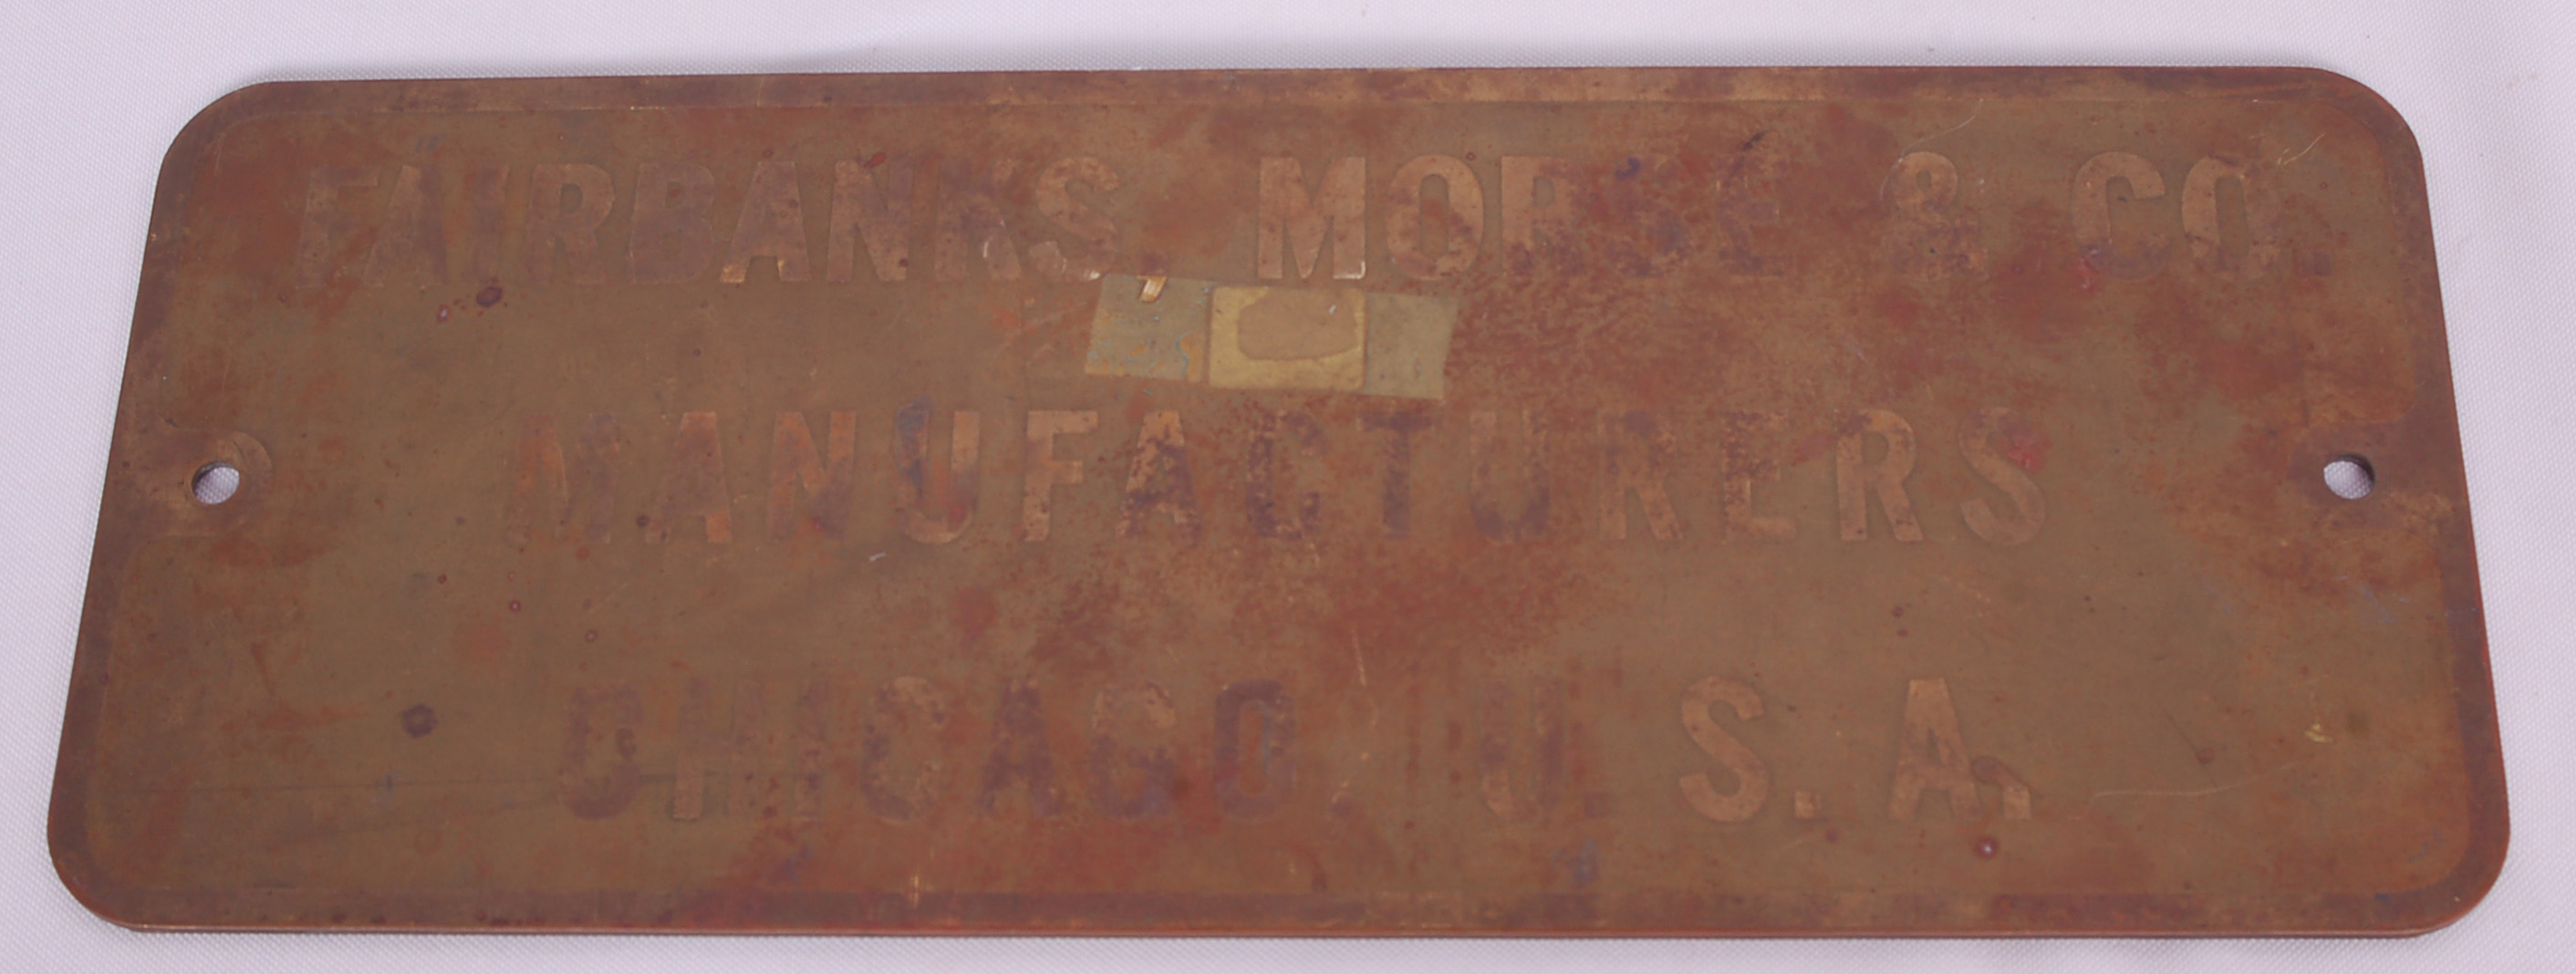 FAIRBANKS, MORSE & CO.
MANUFACTURERS
CHICAGO, U.S.A.